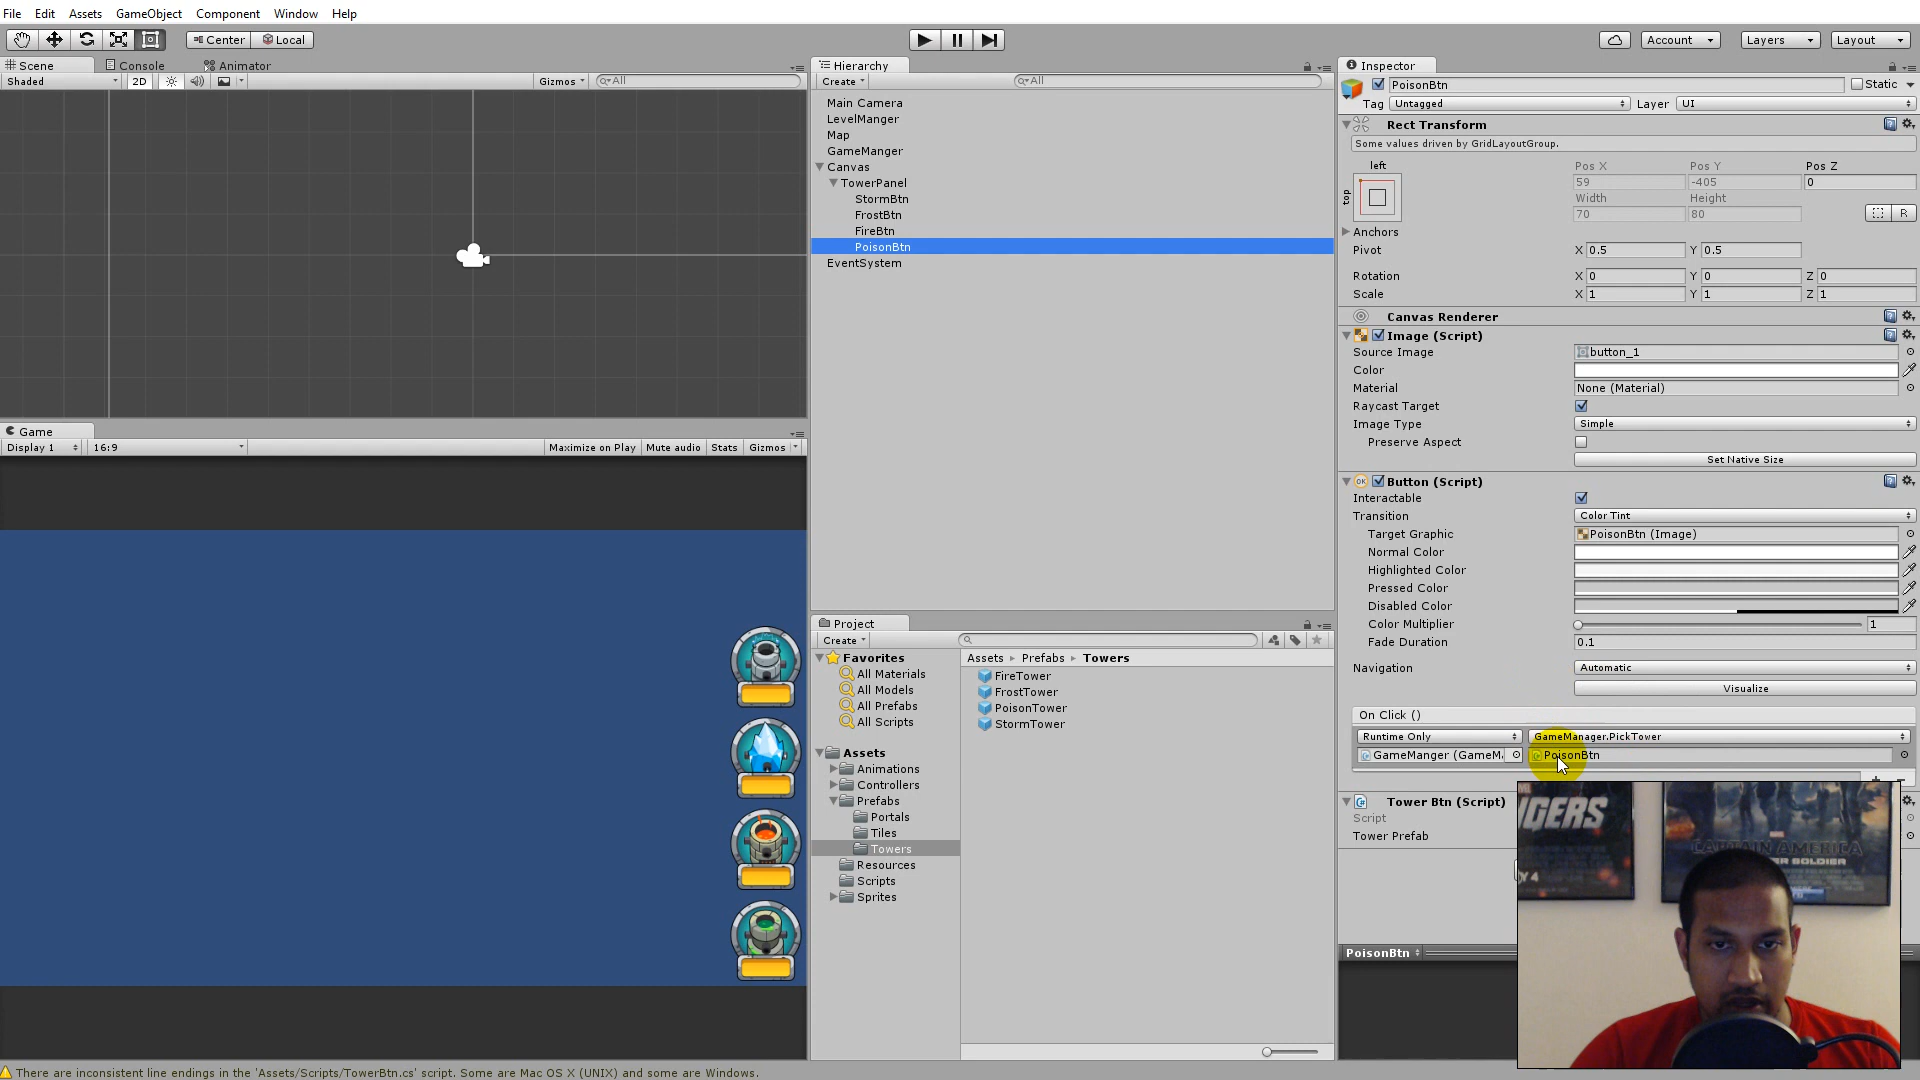 File Edit Assets GameObject Component Window Help
Center Local
Account Layers Layout
Scene Console Animator
Shaded 2D Gizmos All
Hierarchy
Create All
Main Camera
LevelManger
Map
GameManger
Canvas
TowerPanel
StormBtn
FrostBtn
FireBtn
PoisonBtn
EventSystem
Game
Display 1 16:9 Maximize on Play Mute audio Stats Gizmos
Project
Create
Favorites
All Materials
All Models
All Prefabs
All Scripts
Assets
Animations
Controllers
Prefabs
Portals
Tiles
Towers
Resources
Scripts
Sprites
Assets Prefabs Towers
FireTower
FrostTower
PoisonTower
StormTower
Inspector
PoisonBtn Static
Tag Untagged Layer UI
Rect Transform
Some values driven by GridLayoutGroup.
left Pos X Pos Y Pos Z
top 59 -405 0
Width Height
70 80 R
Anchors
Pivot X 0.5 Y 0.5
Rotation X 0 Y 0 Z 0
Scale X 1 Y 1 Z 1
Canvas Renderer
Image (Script)
Source Image button_1
Color
Material None (Material)
Raycast Target
Image Type Simple
Preserve Aspect
Set Native Size
OK Button (Script)
Interactable
Transition Color Tint
Target Graphic PoisonBtn (Image)
Normal Color
Highlighted Color
Pressed Color
Disabled Color
Color Multiplier 1
Fade Duration 0.1
Navigation Automatic
Visualize
On Click ()
Runtime Only GameManager.PickTower
GameManger (GameM. PoisonBtn
Tower Btn (Script)
Script
Tower Prefab
NGERS
CAPTAIN AMERICA
ER SOLDIER
Y 4
PoisonBtn
There are inconsistent line endings in the 'Assets/Scripts/TowerBtn.cs' script. Some are Mac OS X (UNIX) and some are Windows.